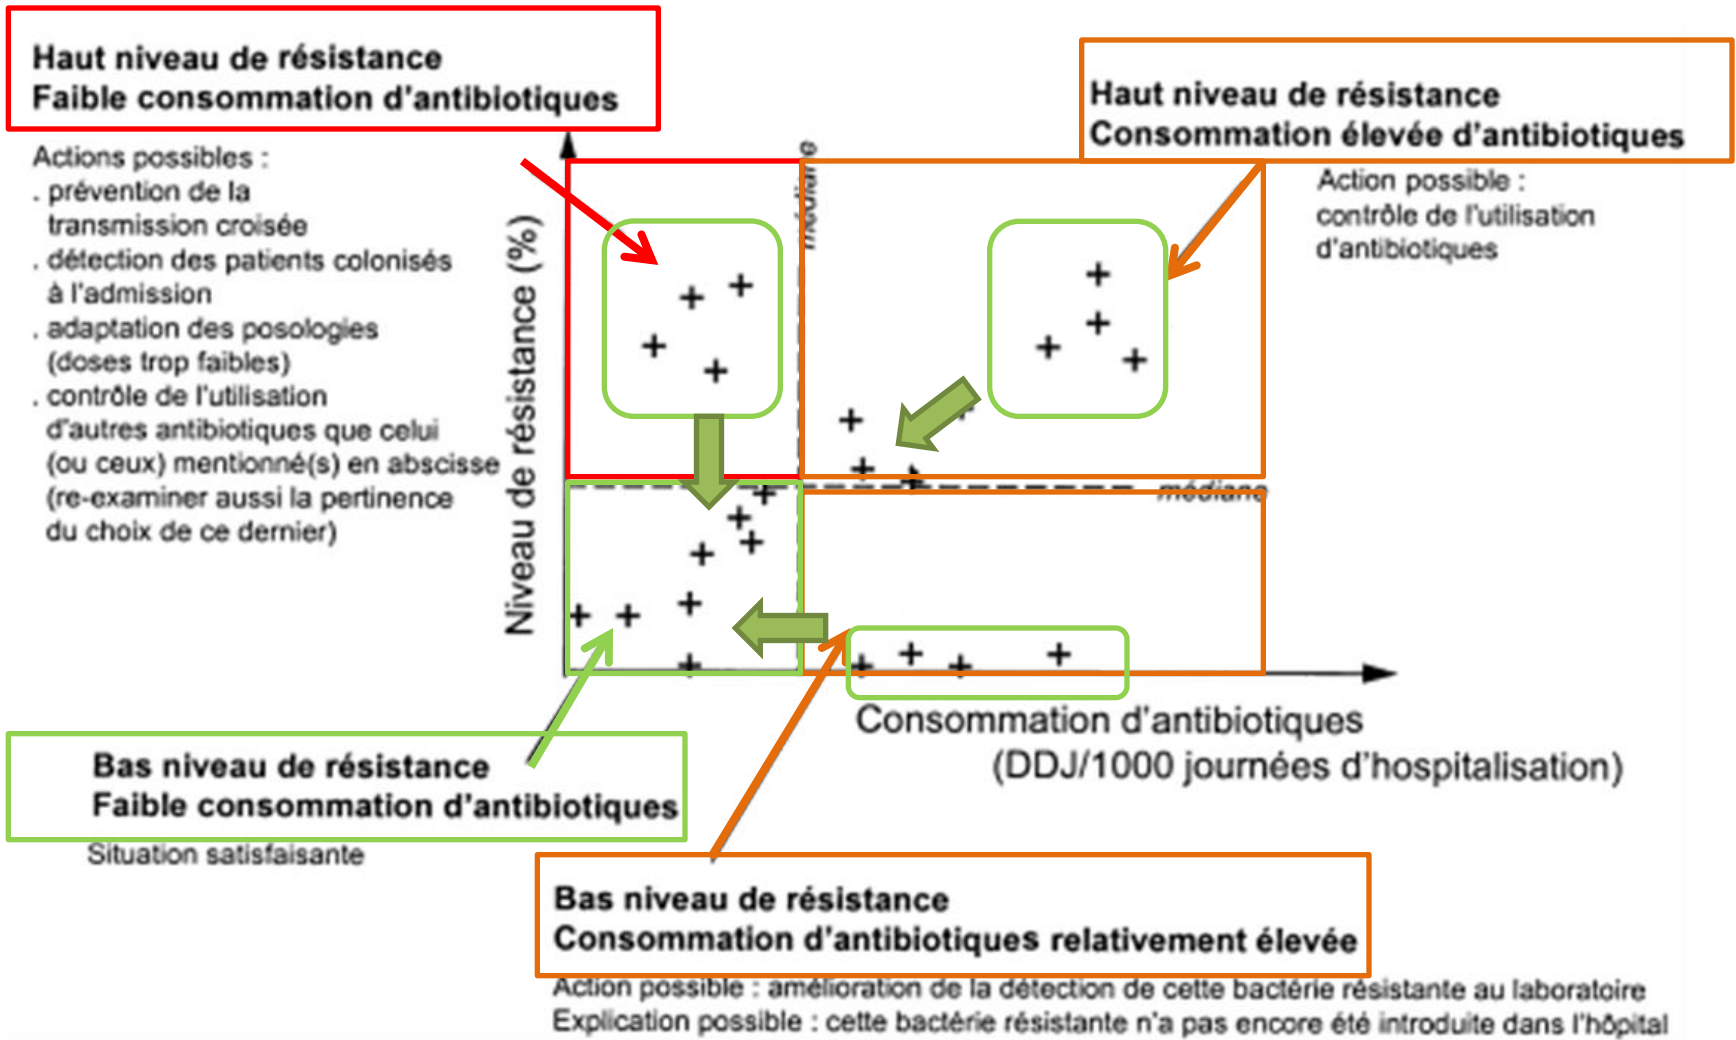 Haut niveau de résistance
Faible consommation d'antibiotiques
Actions possibles :
. prévention de la
transmission croisée
. détection des patients colonisés
à l'admission
. adaptation des posologies
(doses trop faibles)
. contrôle de l'utilisation
d'autres antibiotiques que celui
(ou ceux) mentionné(s) en abscisse
(re-examiner aussi la pertinence
du choix de ce dernier)
Haut niveau de résistance
Consommation élevée d'antibiotiques
Action possible :
contrôle de l'utilisation
d'antibiotiques
Niveau de résistance (%)
médiane
médiane
Consommation d'antibiotiques
(DDJ/1000 journées d'hospitalisation)
Bas niveau de résistance
Faible consommation d'antibiotiques
Situation satisfaisante
Bas niveau de résistance
Consommation d'antibiotiques relativement élevée
Action possible : amélioration de la détection de cette bactérie résistante au laboratoire
Explication possible : cette bactérie résistante n'a pas encore été introduite dans l'hôpital